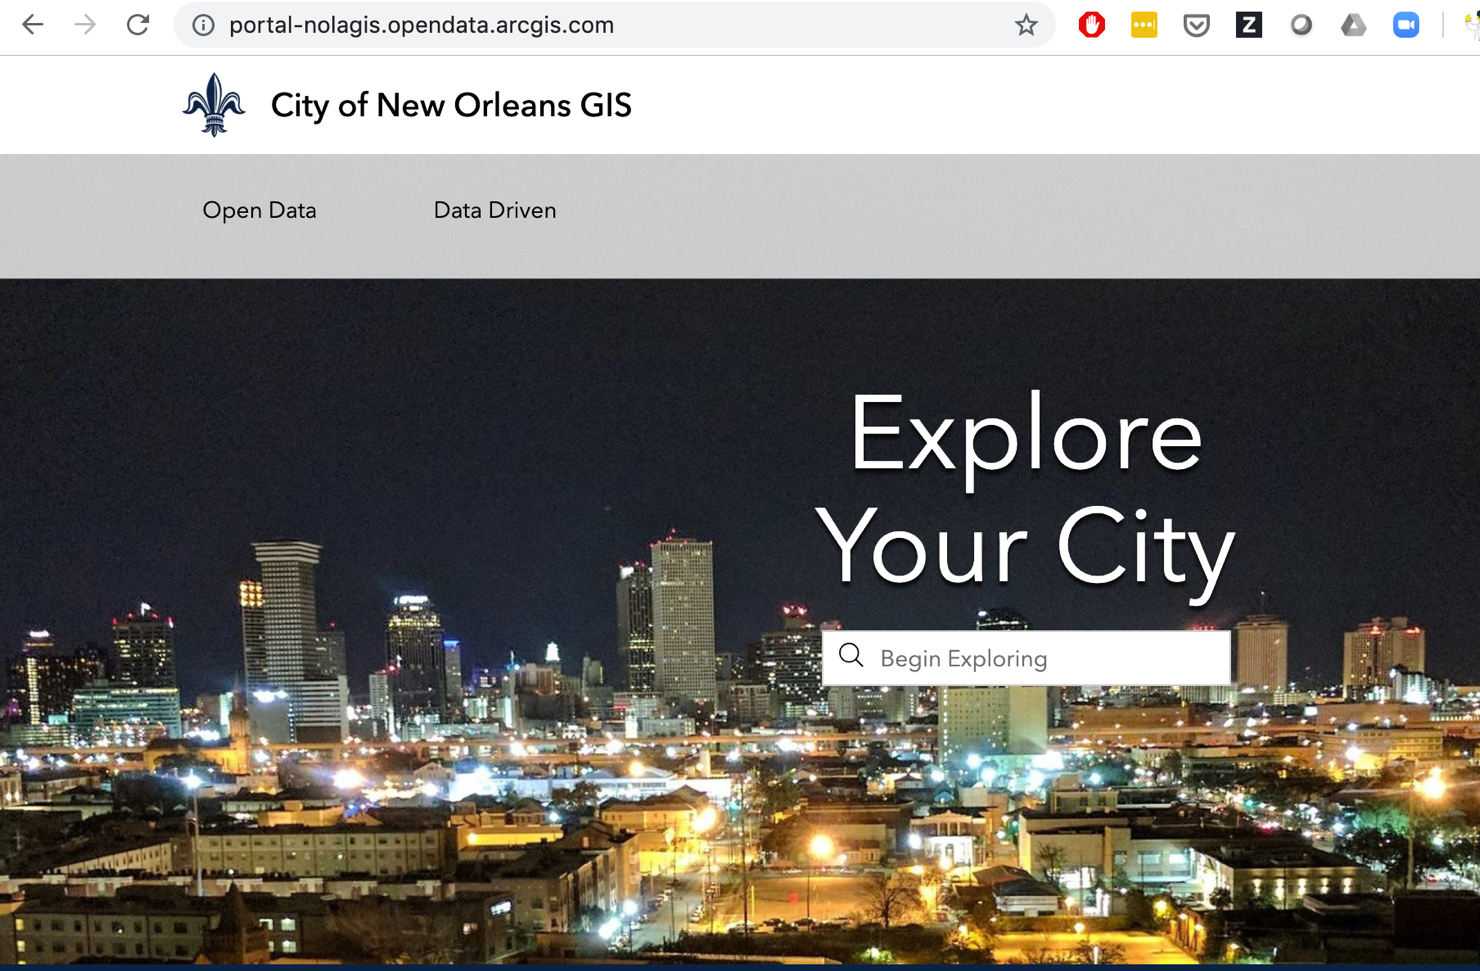 portal-nolagis.opendata.arcgis.com
Z
City of New Orleans GIS
Open Data
Data Driven
Explore
Your City
Begin Exploring